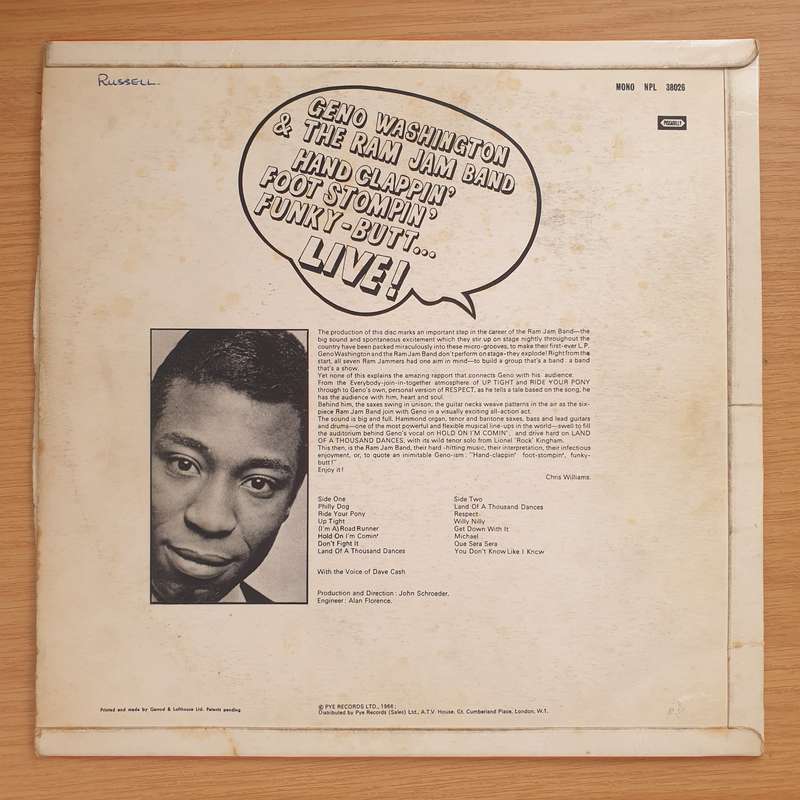 RUSSELL
MONO NPL 38026
PICCADILLY
GENO WASHINGTON
& THE RAM JAM BAND
HAND CLAPPIN'
FOOT STOMPIN'
FUNKY-BUTT...
LIVE!
The production of this disc marks an important step in the career of the Ram Jam Band—the
big sound and spontaneous excitement which they stir up on stage nightly throughout the
country have been packed miraculously into these micro-grooves, to make their first-ever L.P.
Geno Washington and the Ram Jam Band don't perform on stage-they explode! Right from the
start, all seven Ram Jammers had one aim in mind—to build a group that's a band. a band
that's a show.
Yet none of this explains the amazing rapport that connects Geno with his audience:
From the Everybody-join-in-together atmosphere of UP TIGHT and RIDE YOUR PONY
through to Geno's own, personal version of RESPECT, as he tells a tale based on the song, he
has the audience with him, heart and soul.
Behind him, the saxes swing in unison, the guitar necks weave patterns in the air as the six-
piece Ram Jam Band join with Geno in a visually exciting all-action act.
The sound is big and full. Hammond organ, tenor and baritone saxes, bass and lead guitars
and drums—one of the most powerful and flexible musical line-ups in the world—swell to fill
the auditorium behind Geno's vocal on HOLD ON I'M COMIN', and drive hard on LAND
OF A THOUSAND DANCES, with its wild tenor solo from Lionel 'Rock' Kingham.
This then, is the Ram Jam Band, their hard-hitting music, their interpretation, their infectious
enjoyment, or, to quote an inimitable Geno-ism: "Hand-clappin' foot-stompin', funky-
butt!"
Enjoy it!
Chris Williams.
Side One
Philly Dog
Ride Your Pony
Up Tight
(I'm A) Road Runner
Hold On I'm Comin'
Don't Fight It
Land Of A Thousand Dances
Side Two
Land Of A Thousand Dances
Respect
Willy Nilly
Get Down With It
Michael
Que Sera Sera
You Don't Know Like I Know
With the Voice of Dave Cash
Production and Direction: John Schroeder.
Engineer: Alan Florence.
Printed and made by Garrod & Lofthouse Ltd. Patents pending
© PYE RECORDS LTD., 1966;
Distributed by Pye Records (Sales) Ltd., A.T.V. House, Gt. Cumberland Place, London, W.1.